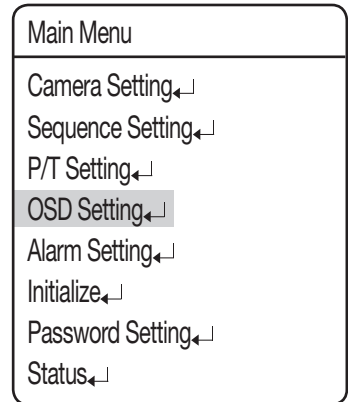 Main Menu
Camera Setting↵
Sequence Setting↵
P/T Setting↵
OSD Setting↵
Alarm Setting↵
Initialize↵
Password Setting↵
Status↵